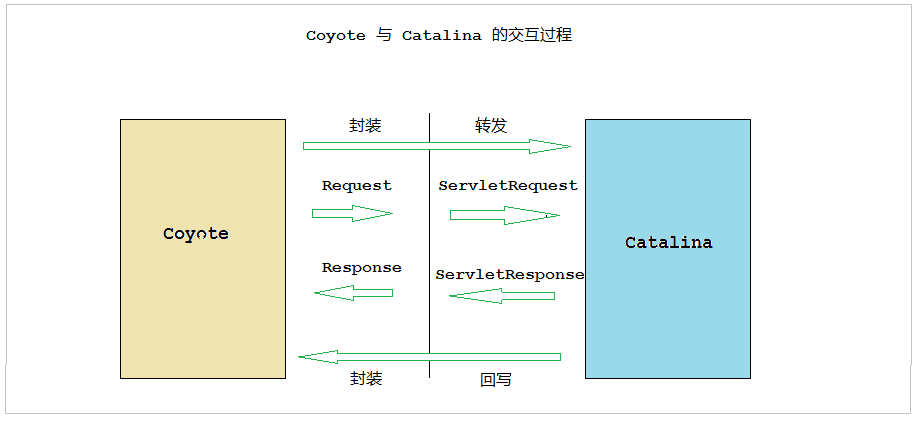 Coyote 与 Catalina 的交互过程
封装 转发
Request ServletRequest
Coyote
Catalina
Response ServletResponse
封装 回写